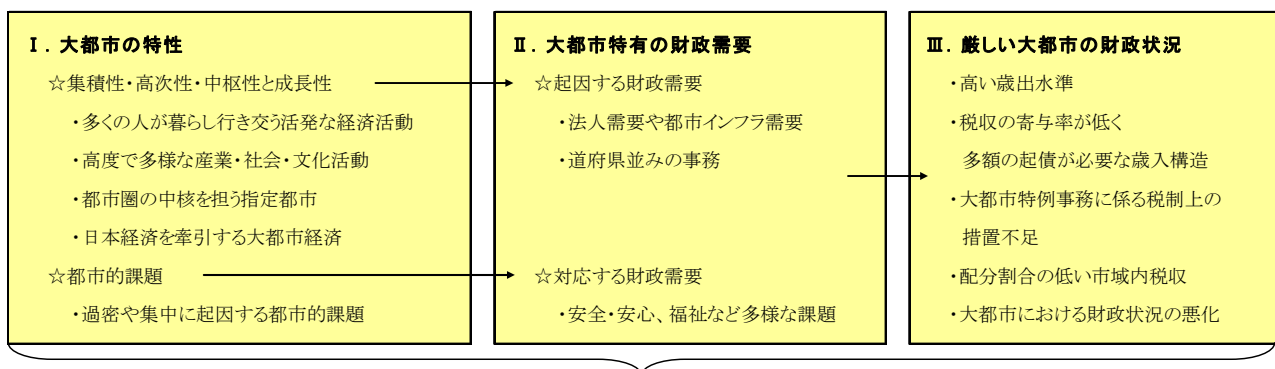 Ⅰ．大都市の特性
☆集積性・高次性・中枢性と成長性
・多くの人が暮らし行き交う活発な経済活動
・高度で多様な産業・社会・文化活動
・都市圏の中核を担う指定都市
・日本経済を牽引する大都市経済
☆都市的課題
・過密や集中に起因する都市的課題
Ⅱ．大都市特有の財政需要
☆起因する財政需要
・法人需要や都市インフラ需要
・道府県並みの事務
☆対応する財政需要
・安全・安心、福祉など多様な課題
Ⅲ．厳しい大都市の財政状況
・高い歳出水準
・税収の寄与率が低く
多額の起債が必要な歳入構造
・大都市特例事務に係る税制上の
措置不足
・配分割合の低い市域内税収
・大都市における財政状況の悪化